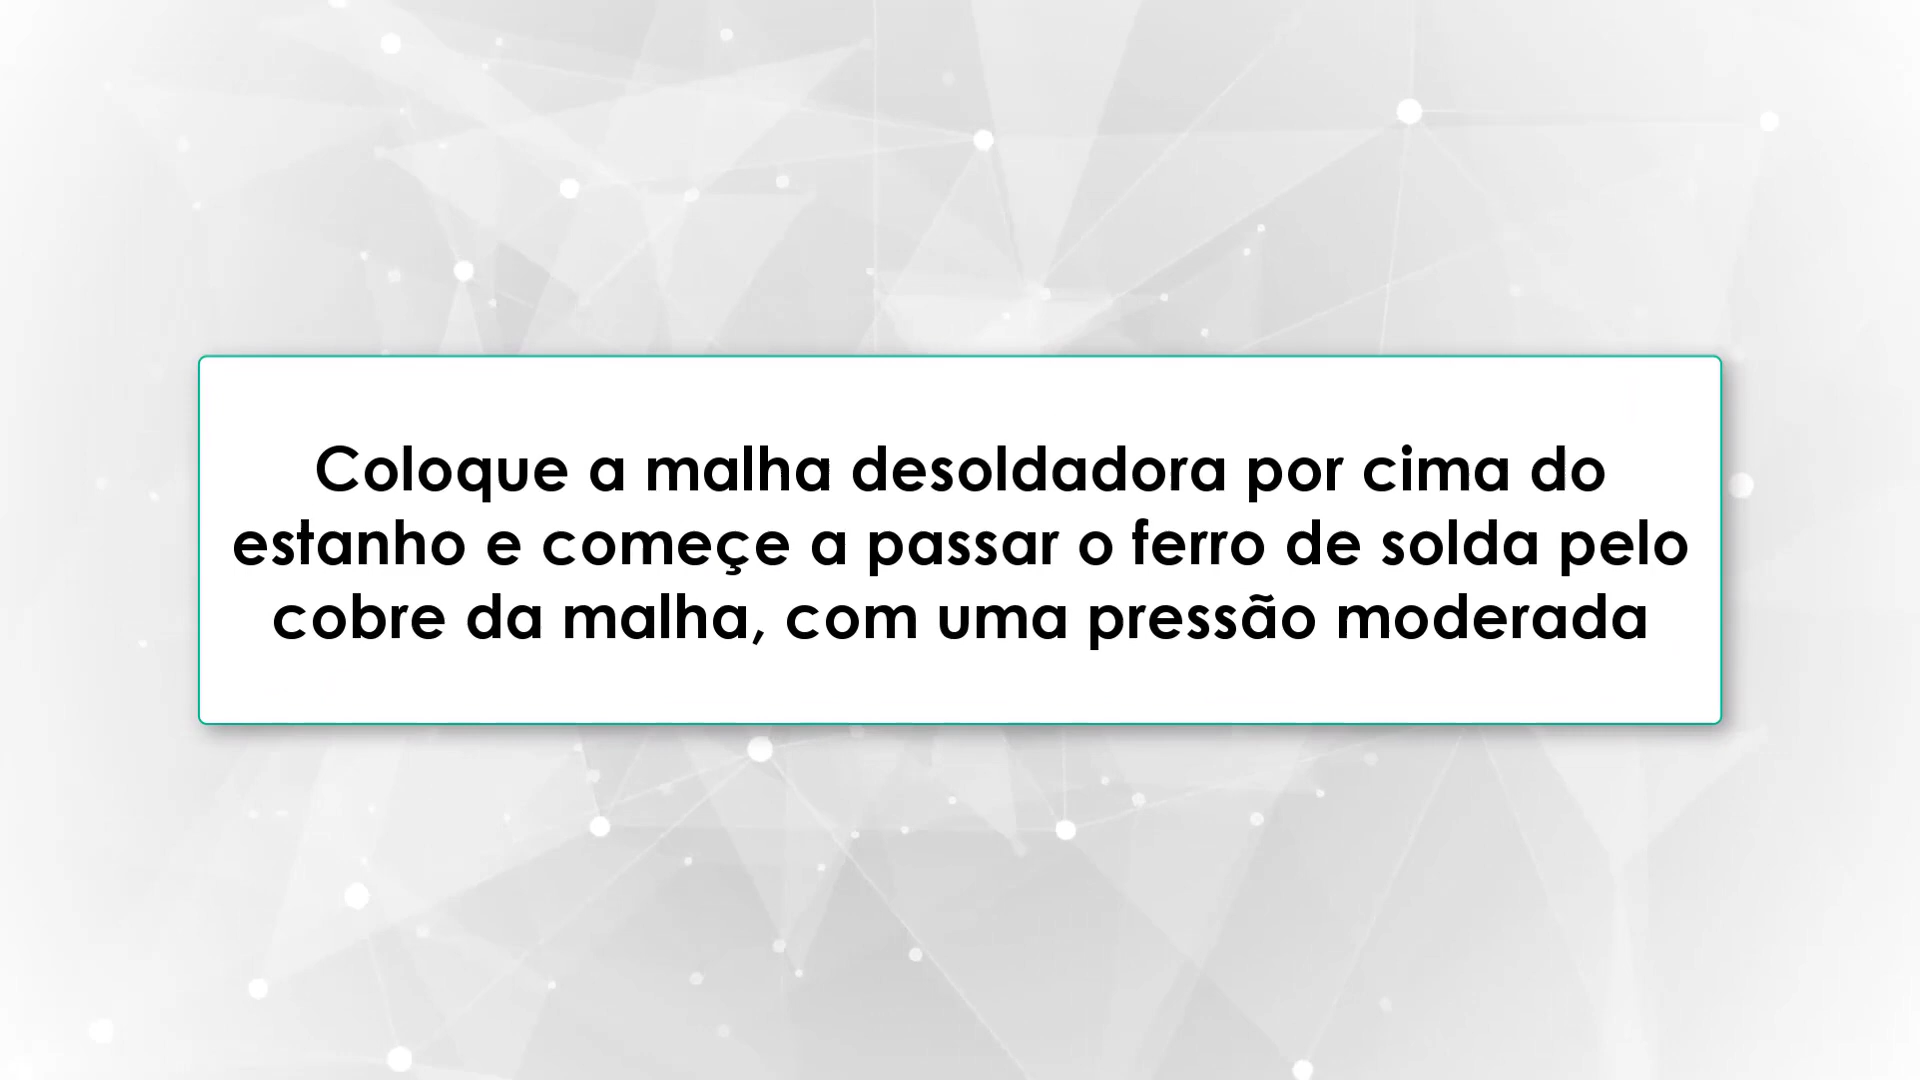 Coloque a malha desoldadora por cima do
estanho e começe a passar o ferro de solda pelo
cobre da malha, com uma pressão moderada